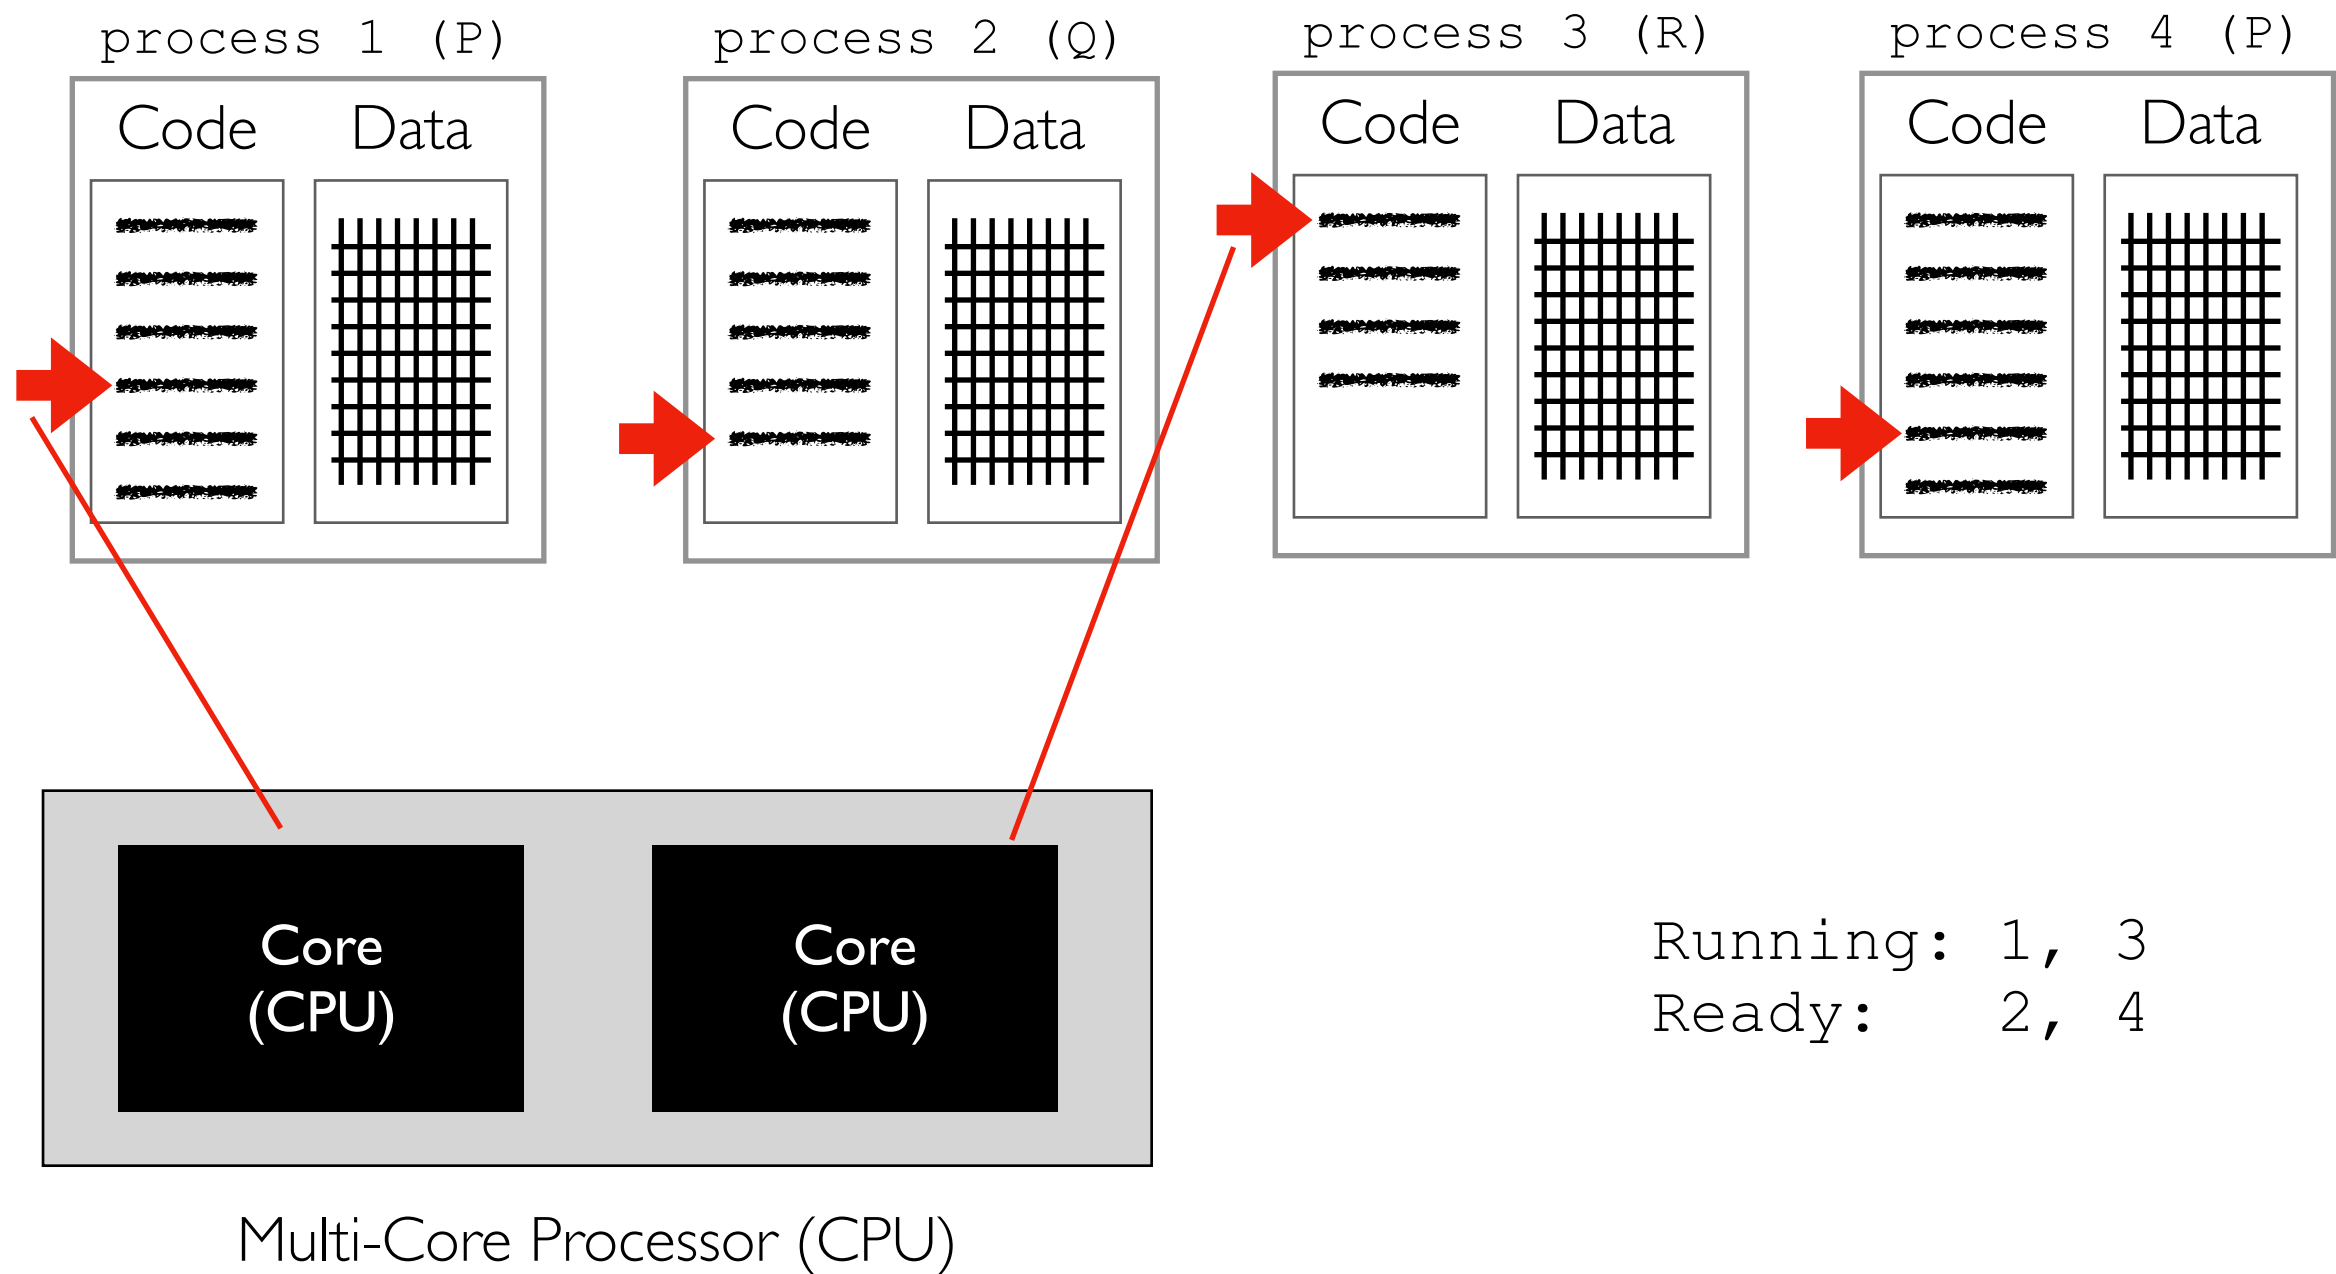 process 1 (P)
process 2 (Q)
process 3 (R)
process 4 (P)
Code
Data
Code
Data
Code
Data
Code
Data
Core
(CPU)
Core
(CPU)
Running: 1, 3
Ready: 2, 4
Multi-Core Processor (CPU)